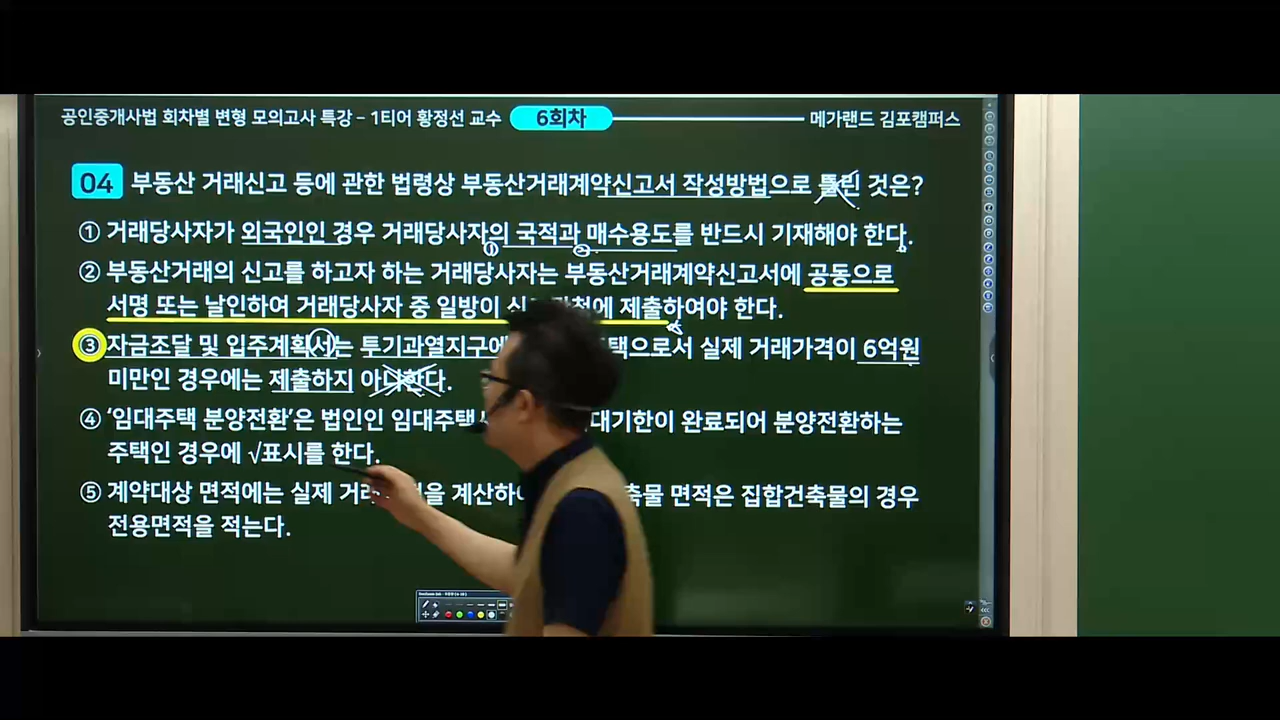 공인중개사법 회차별 변형 모의고사 특강 – 1티어 황정선 교수 6회차 메가랜드 김포캠퍼스
04 부동산 거래신고 등에 관한 법령상 부동산거래계약신고서 작성방법으로 틀린 것은?
① 거래당사자가 외국인인 경우 거래당사자의 국적과 매수용도를 반드시 기재해야 한다.
① ②
② 부동산거래의 신고를 하고자 하는 거래당사자는 부동산거래계약신고서에 공동으로
서명 또는 날인하여 거래당사자 중 일방이 제출하여야 한다.
③ 자금조달 및 입주계획서는 투기과열지구에 실제 거래가격이 6억원
미만인 경우에는 제출하지 아니한다.
④ ‘임대주택 분양전환’은 법인인 임대주택 완료되어 분양전환하는
주택인 경우에 √표시를 한다.
⑤ 계약대상 면적에는 실제 계산하 면적은 집합건축물의 경우
전용면적을 적는다.